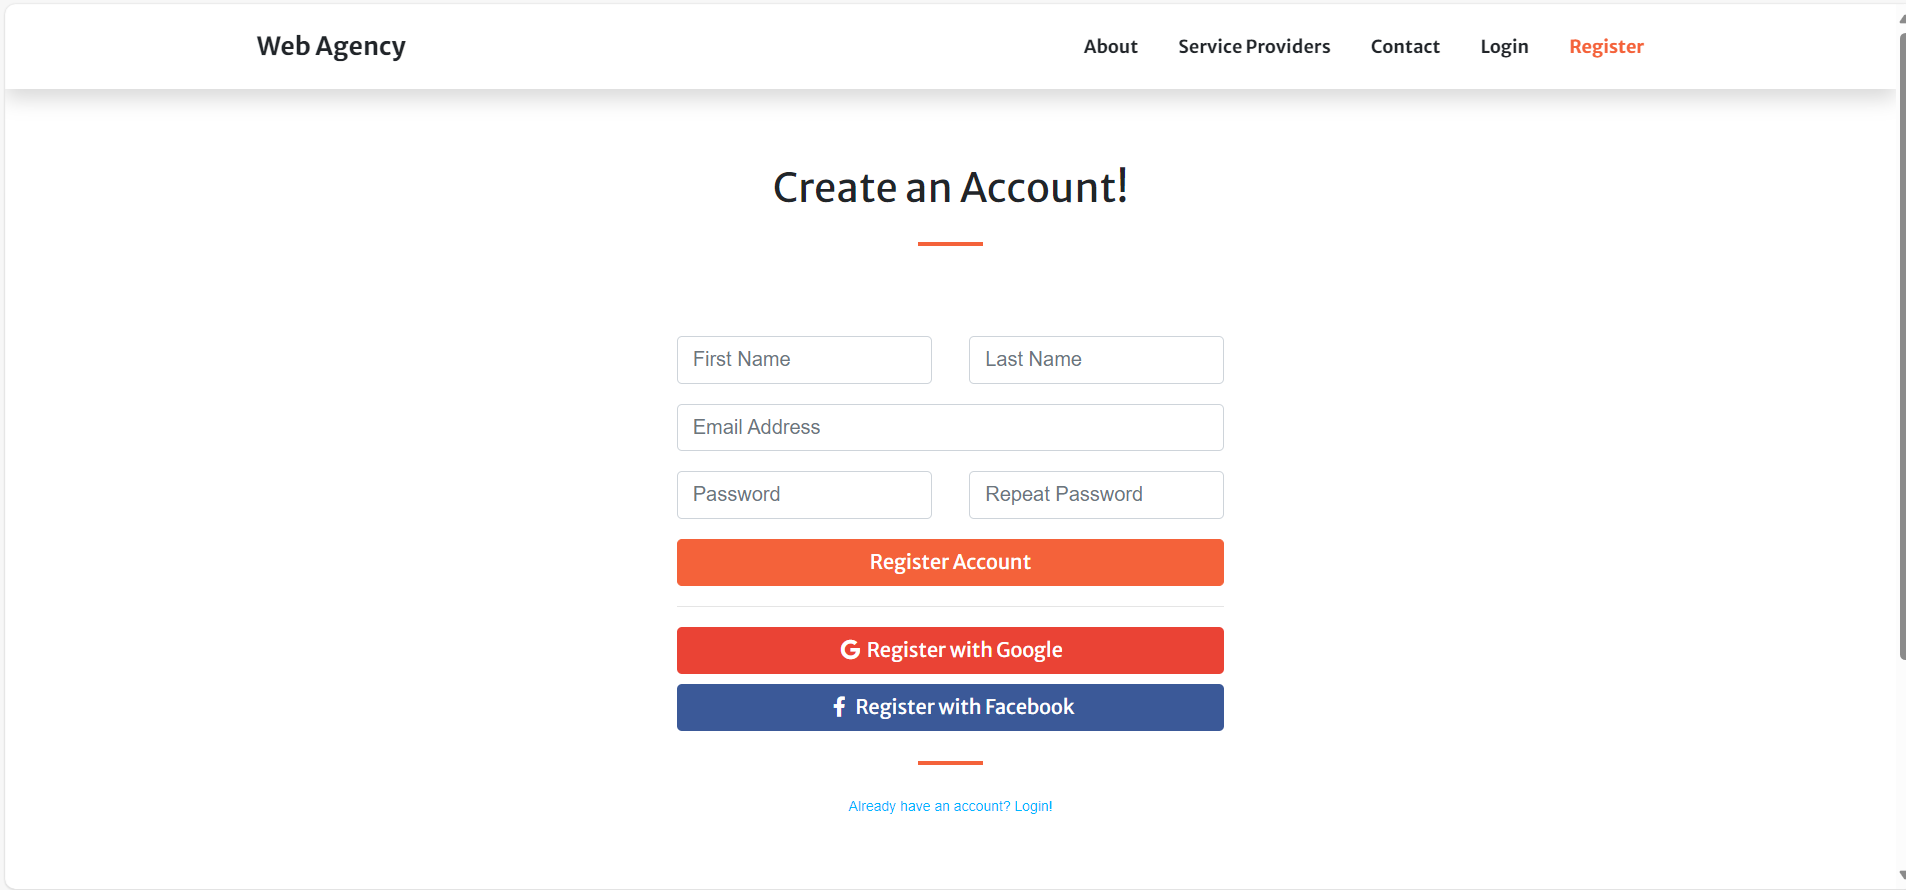 Web Agency
About Service Providers Contact Login Register
Create an Account!
First Name Last Name
Email Address
Password Repeat Password
Register Account
Register with Google
Register with Facebook
Already have an account? Login!